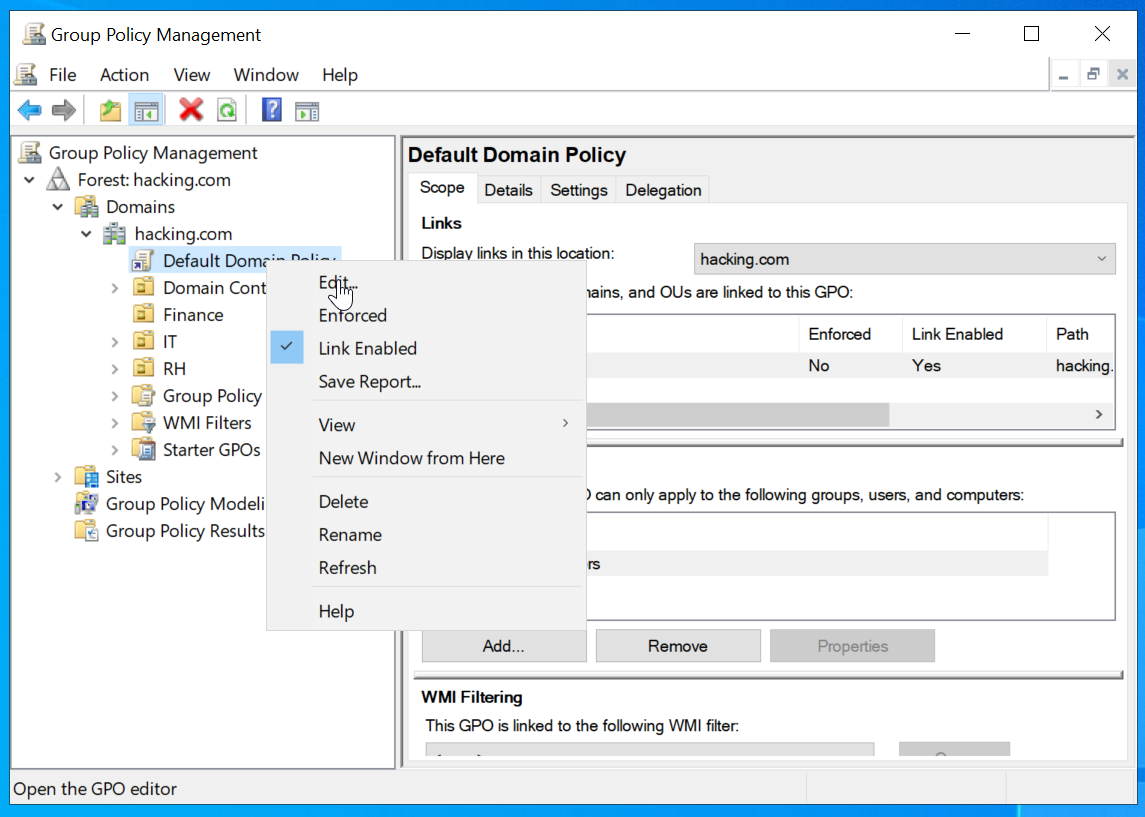 Group Policy Management
File Action View Window Help
Group Policy Management
Forest: hacking.com
Domains
hacking.com
Default Domain Policy
Domain Cont
Finance
IT
RH
Group Policy
WMI Filters
Starter GPOs
Sites
Group Policy Modeli
Group Policy Results
Edit...
Enforced
Link Enabled
Save Report...
View
New Window from Here
Delete
Rename
Refresh
Help
Default Domain Policy
Scope Details Settings Delegation
Links
Display links in this location: hacking.com
ains, and OUs are linked to this GPO:
Enforced Link Enabled Path
No Yes hacking.
O can only apply to the following groups, users, and computers:
rs
Add... Remove Properties
WMI Filtering
This GPO is linked to the following WMI filter:
Open the GPO editor